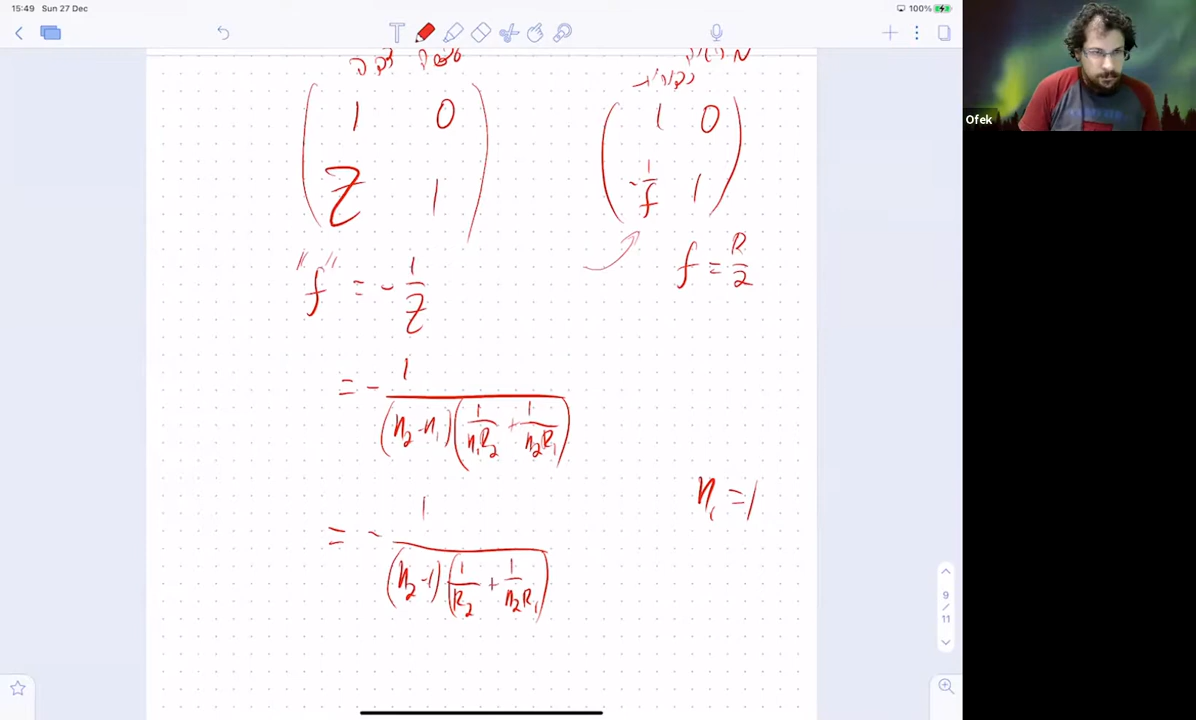 15:49 Sun 27 Dec
100%
T
( 1 0
Z 1 )
( 1 0
-1/f 1 )
"f" = - 1/Z
f = R/2
= - 1/((n₂-n₁)(1/(n₁R₂) + 1/(n₂R₁)))
n₁ = 1
= - 1/((n₂-1)(1/R₂ + 1/(n₂R₁)))
9
/
11
Ofek